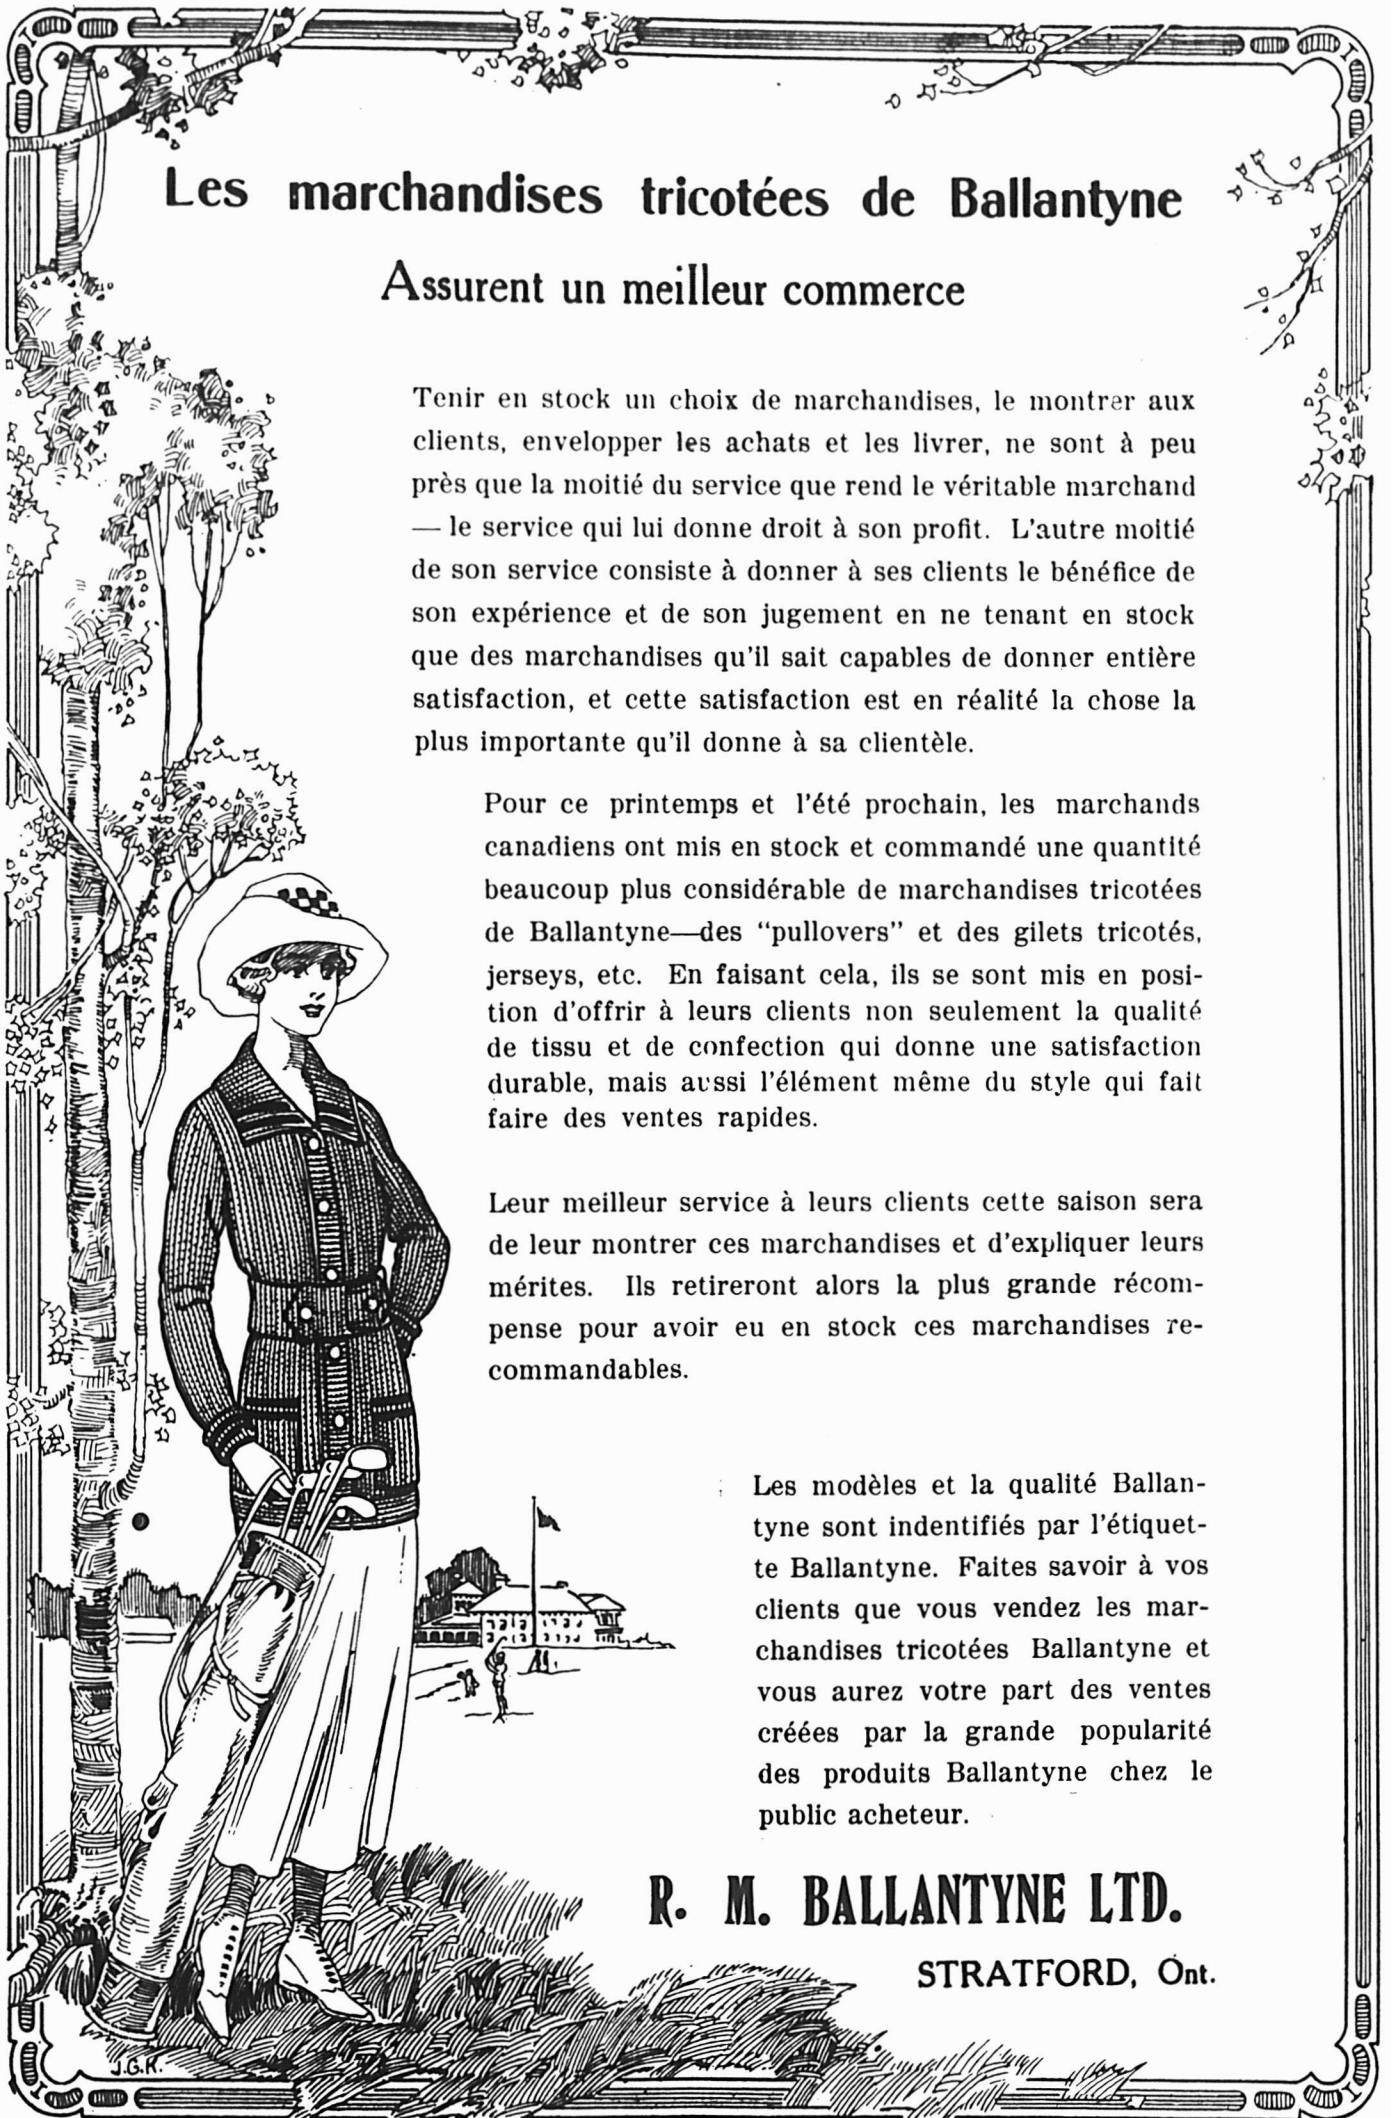 Les marchandises tricotées de Ballantyne
Assurent un meilleur commerce
Tenir en stock un choix de marchandises, le montrer aux
clients, envelopper les achats et les livrer, ne sont à peu
près que la moitié du service que rend le véritable marchand
— le service qui lui donne droit à son profit. L'autre moitié
de son service consiste à donner à ses clients le bénéfice de
son expérience et de son jugement en ne tenant en stock
que des marchandises qu'il sait capables de donner entière
satisfaction, et cette satisfaction est en réalité la chose la
plus importante qu'il donne à sa clientèle.
Pour ce printemps et l'été prochain, les marchands
canadiens ont mis en stock et commandé une quantité
beaucoup plus considérable de marchandises tricotées
de Ballantyne—des "pullovers" et des gilets tricotés,
jerseys, etc. En faisant cela, ils se sont mis en posi-
tion d'offrir à leurs clients non seulement la qualité
de tissu et de confection qui donne une satisfaction
durable, mais aussi l'élément même du style qui fait
faire des ventes rapides.
Leur meilleur service à leurs clients cette saison sera
de leur montrer ces marchandises et d'expliquer leurs
mérites. Ils retireront alors la plus grande récom-
pense pour avoir eu en stock ces marchandises re-
commandables.
Les modèles et la qualité Ballan-
tyne sont indentifiés par l'étiquet-
te Ballantyne. Faites savoir à vos
clients que vous vendez les mar-
chandises tricotées Ballantyne et
vous aurez votre part des ventes
créées par la grande popularité
des produits Ballantyne chez le
public acheteur.
R. M. BALLANTYNE LTD.
STRATFORD, Ont.
J.G.K.